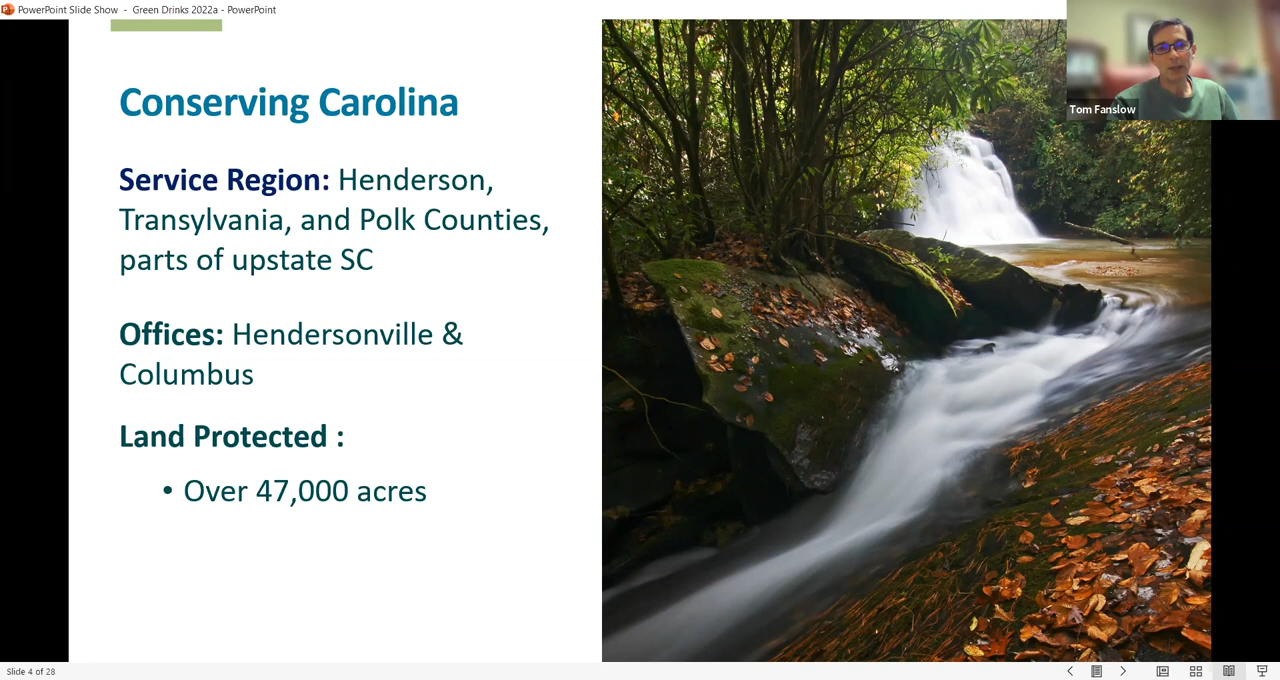 PowerPoint Slide Show - Green Drinks 2022a - PowerPoint
Tom Fanslow
Conserving Carolina
Service Region: Henderson,
Transylvania, and Polk Counties,
parts of upstate SC
Offices: Hendersonville &
Columbus
Land Protected :
• Over 47,000 acres
Slide 4 of 28